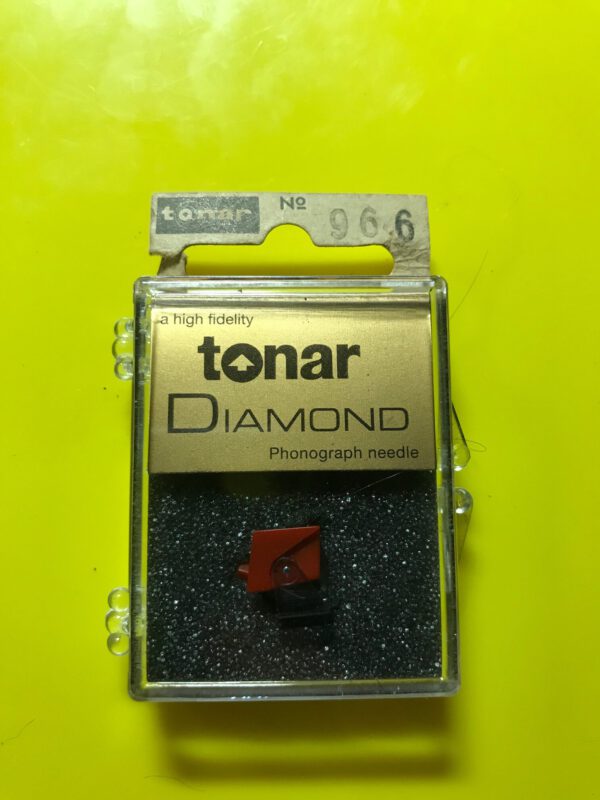 tonar Nº 966
a high fidelity
tonar
DIAMOND
Phonograph needle